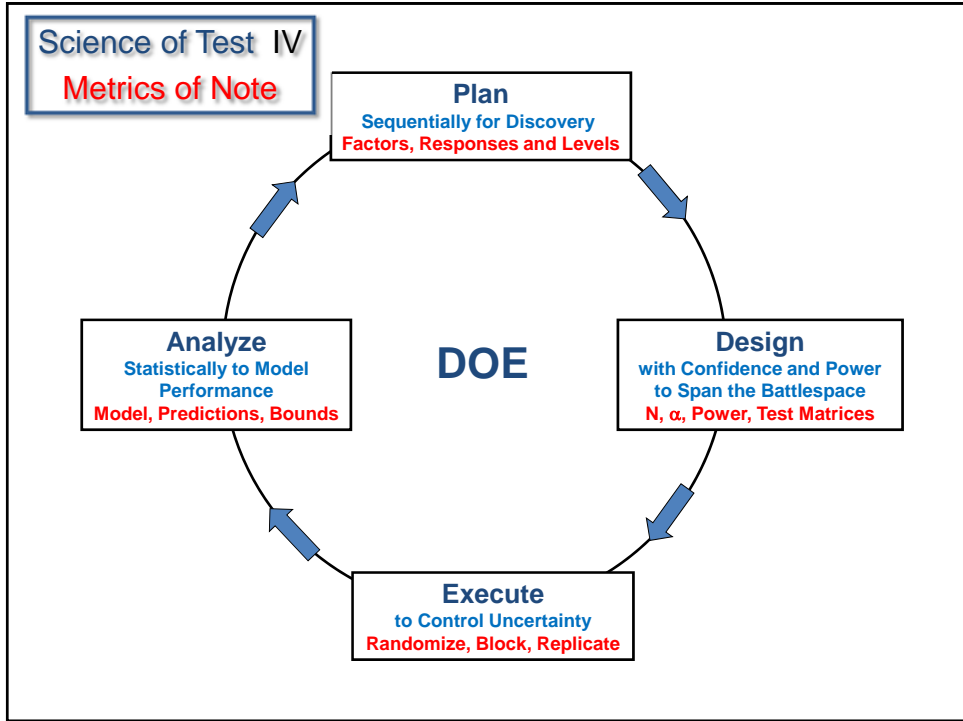 Science of Test IV
Metrics of Note
Plan
Sequentially for Discovery
Factors, Responses and Levels
Analyze
Statistically to Model
Performance
Model, Predictions, Bounds
DOE
Design
with Confidence and Power
to Span the Battlespace
N, α, Power, Test Matrices
Execute
to Control Uncertainty
Randomize, Block, Replicate